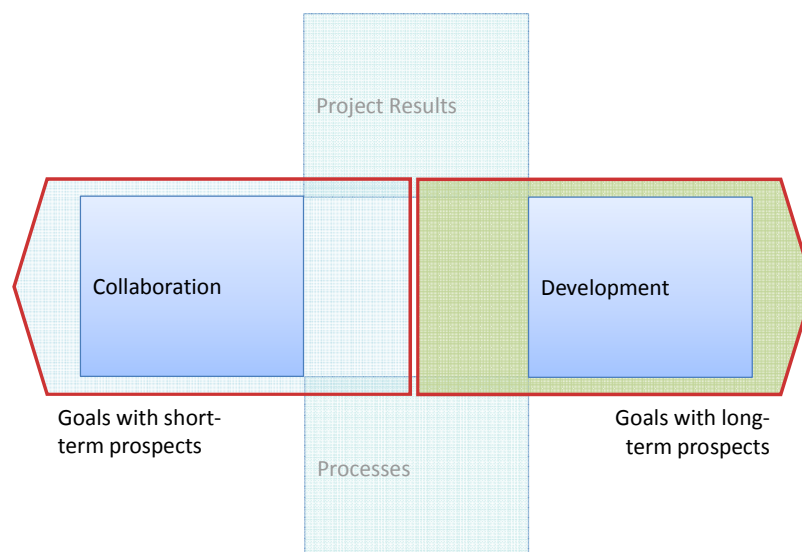 Project Results
Collaboration
Development
Goals with short-
term prospects
Goals with long-
term prospects
Processes